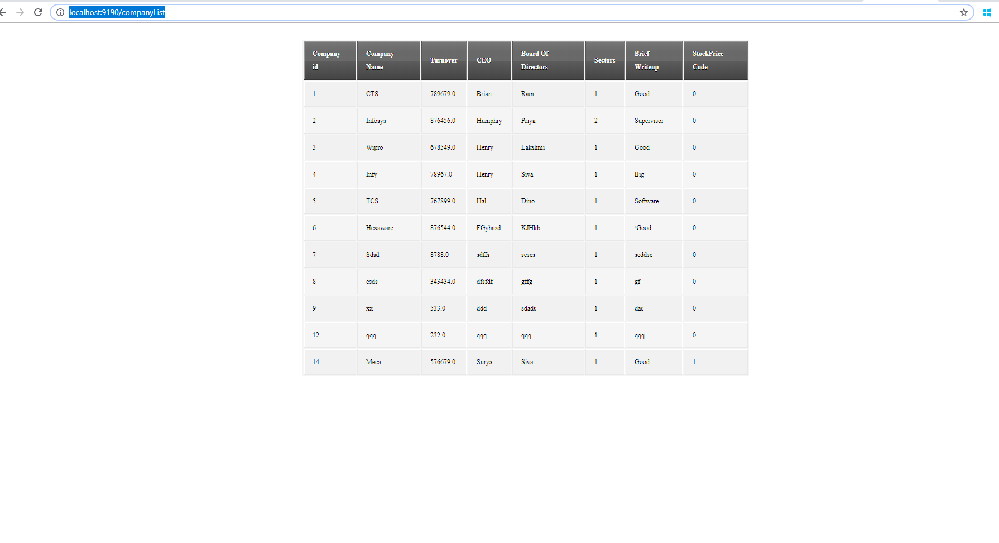 localhost:9190/companyList
Company id Company Name Turnover CEO Board Of Directors Sectors Brief Writeup StockPrice Code
1 CTS 789679.0 Brian Ram 1 Good 0
2 Infosys 876456.0 Humphry Priya 2 Supervisor 0
3 Wipro 678549.0 Henry Lakshmi 1 Good 0
4 Infy 78967.0 Henry Siva 1 Big 0
5 TCS 767899.0 Hal Dino 1 Software 0
6 Hexaware 876544.0 FGyhasd KJHkb 1 \Good 0
7 Sdsd 8788.0 sdffs scscs 1 scddsc 0
8 esds 343434.0 dfsfdf gffg 1 gf 0
9 xx 533.0 ddd sdads 1 das 0
12 qqq 232.0 qqq qqq 1 qqq 0
14 Meca 576679.0 Surya Siva 1 Good 1